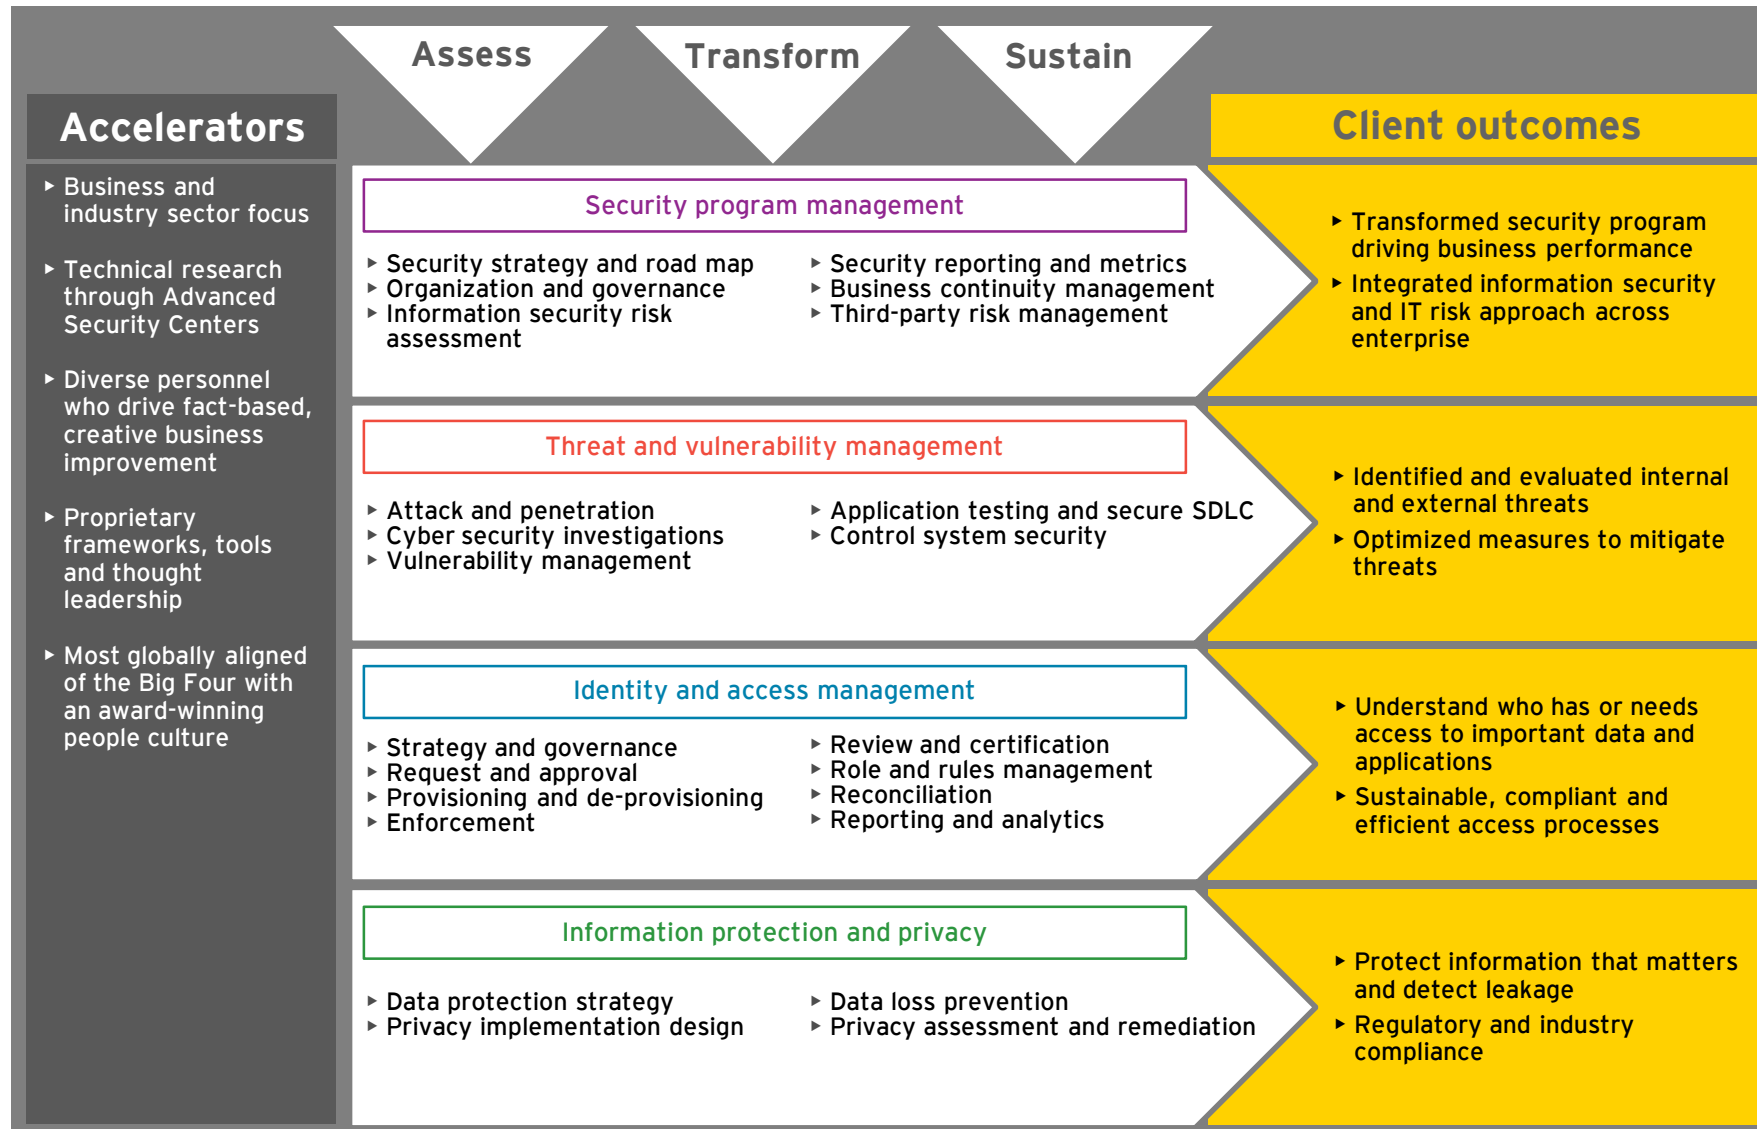 Assess
Transform
Sustain
Accelerators
▸ Business and
industry sector focus
▸ Technical research
through Advanced
Security Centers
▸ Diverse personnel
who drive fact-based,
creative business
improvement
▸ Proprietary
frameworks, tools
and thought
leadership
▸ Most globally aligned
of the Big Four with
an award-winning
people culture
Security program management
▸ Security strategy and road map
▸ Organization and governance
▸ Information security risk
assessment
▸ Security reporting and metrics
▸ Business continuity management
▸ Third-party risk management
Threat and vulnerability management
▸ Attack and penetration
▸ Cyber security investigations
▸ Vulnerability management
▸ Application testing and secure SDLC
▸ Control system security
Identity and access management
▸ Strategy and governance
▸ Request and approval
▸ Provisioning and de-provisioning
▸ Enforcement
▸ Review and certification
▸ Role and rules management
▸ Reconciliation
▸ Reporting and analytics
Information protection and privacy
▸ Data protection strategy
▸ Privacy implementation design
▸ Data loss prevention
▸ Privacy assessment and remediation
Client outcomes
▸ Transformed security program
driving business performance
▸ Integrated information security
and IT risk approach across
enterprise
▸ Identified and evaluated internal
and external threats
▸ Optimized measures to mitigate
threats
▸ Understand who has or needs
access to important data and
applications
▸ Sustainable, compliant and
efficient access processes
▸ Protect information that matters
and detect leakage
▸ Regulatory and industry
compliance